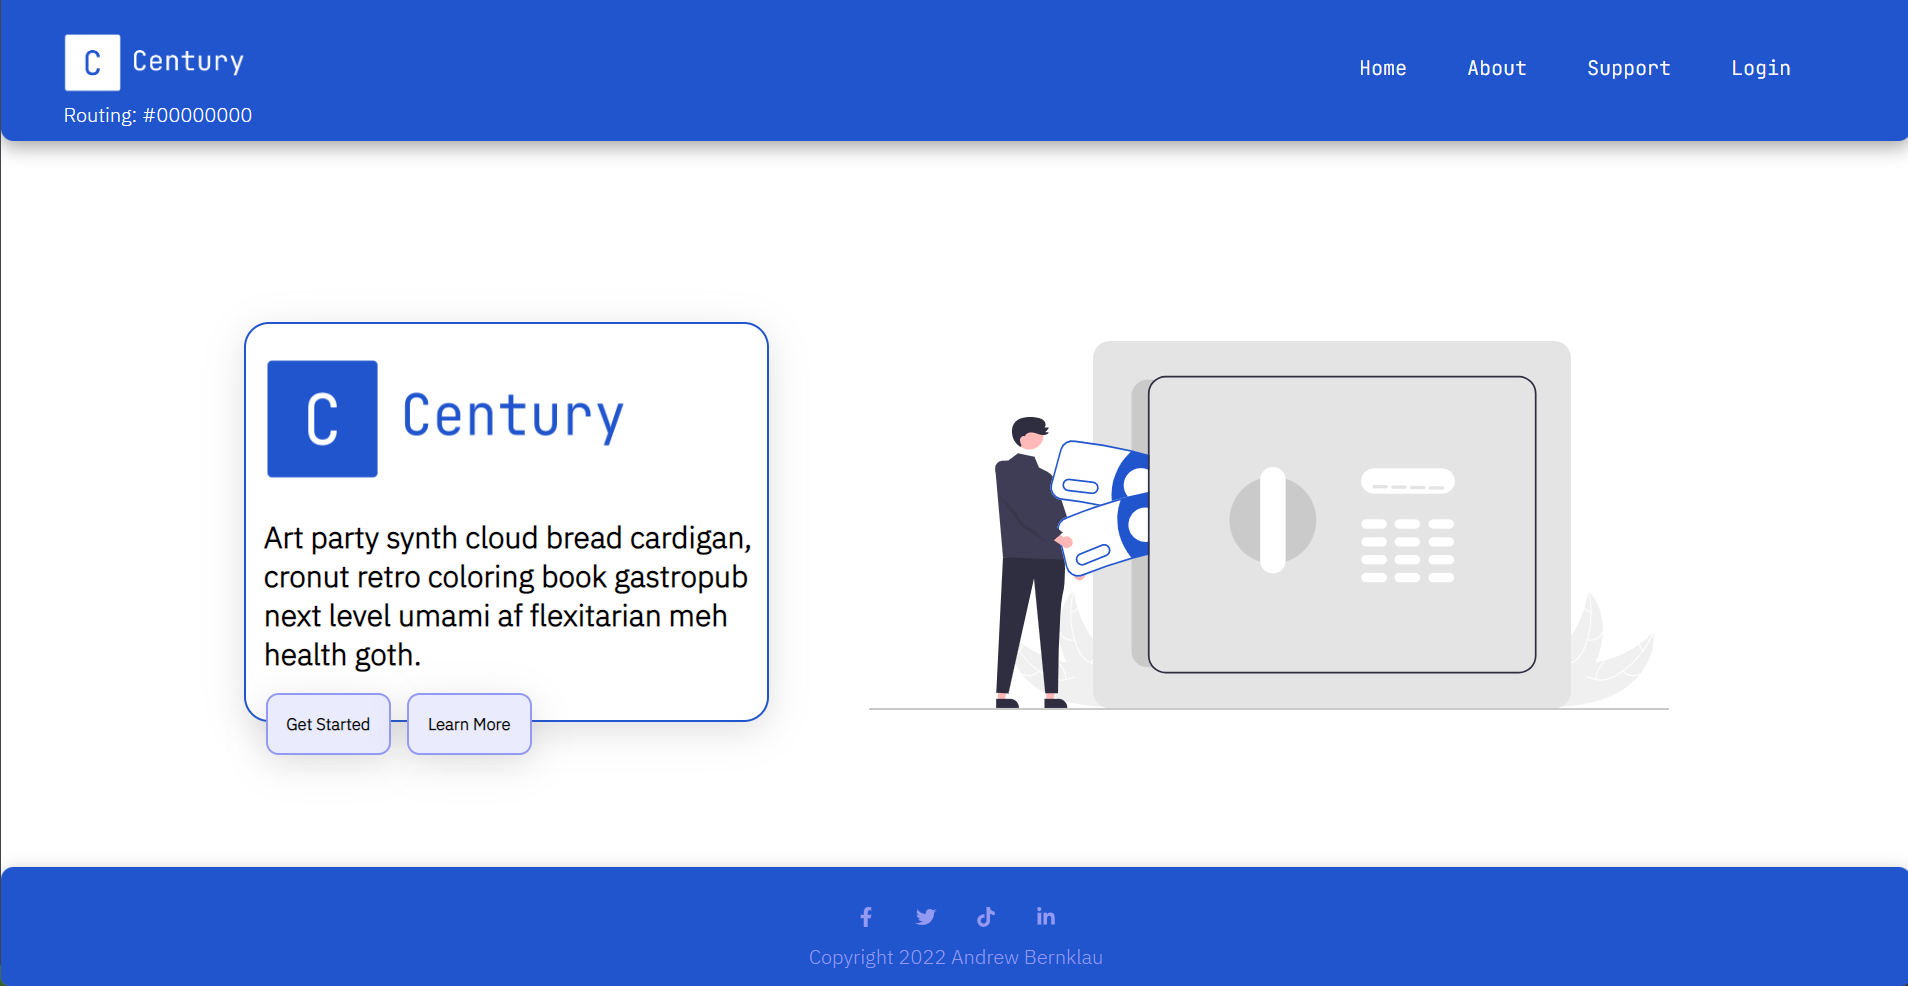 C Century
Home About Support Login
Routing: #00000000
C Century
Art party synth cloud bread cardigan,
cronut retro coloring book gastropub
next level umami af flexitarian meh
health goth.
Get Started Learn More
Copyright 2022 Andrew Bernklau